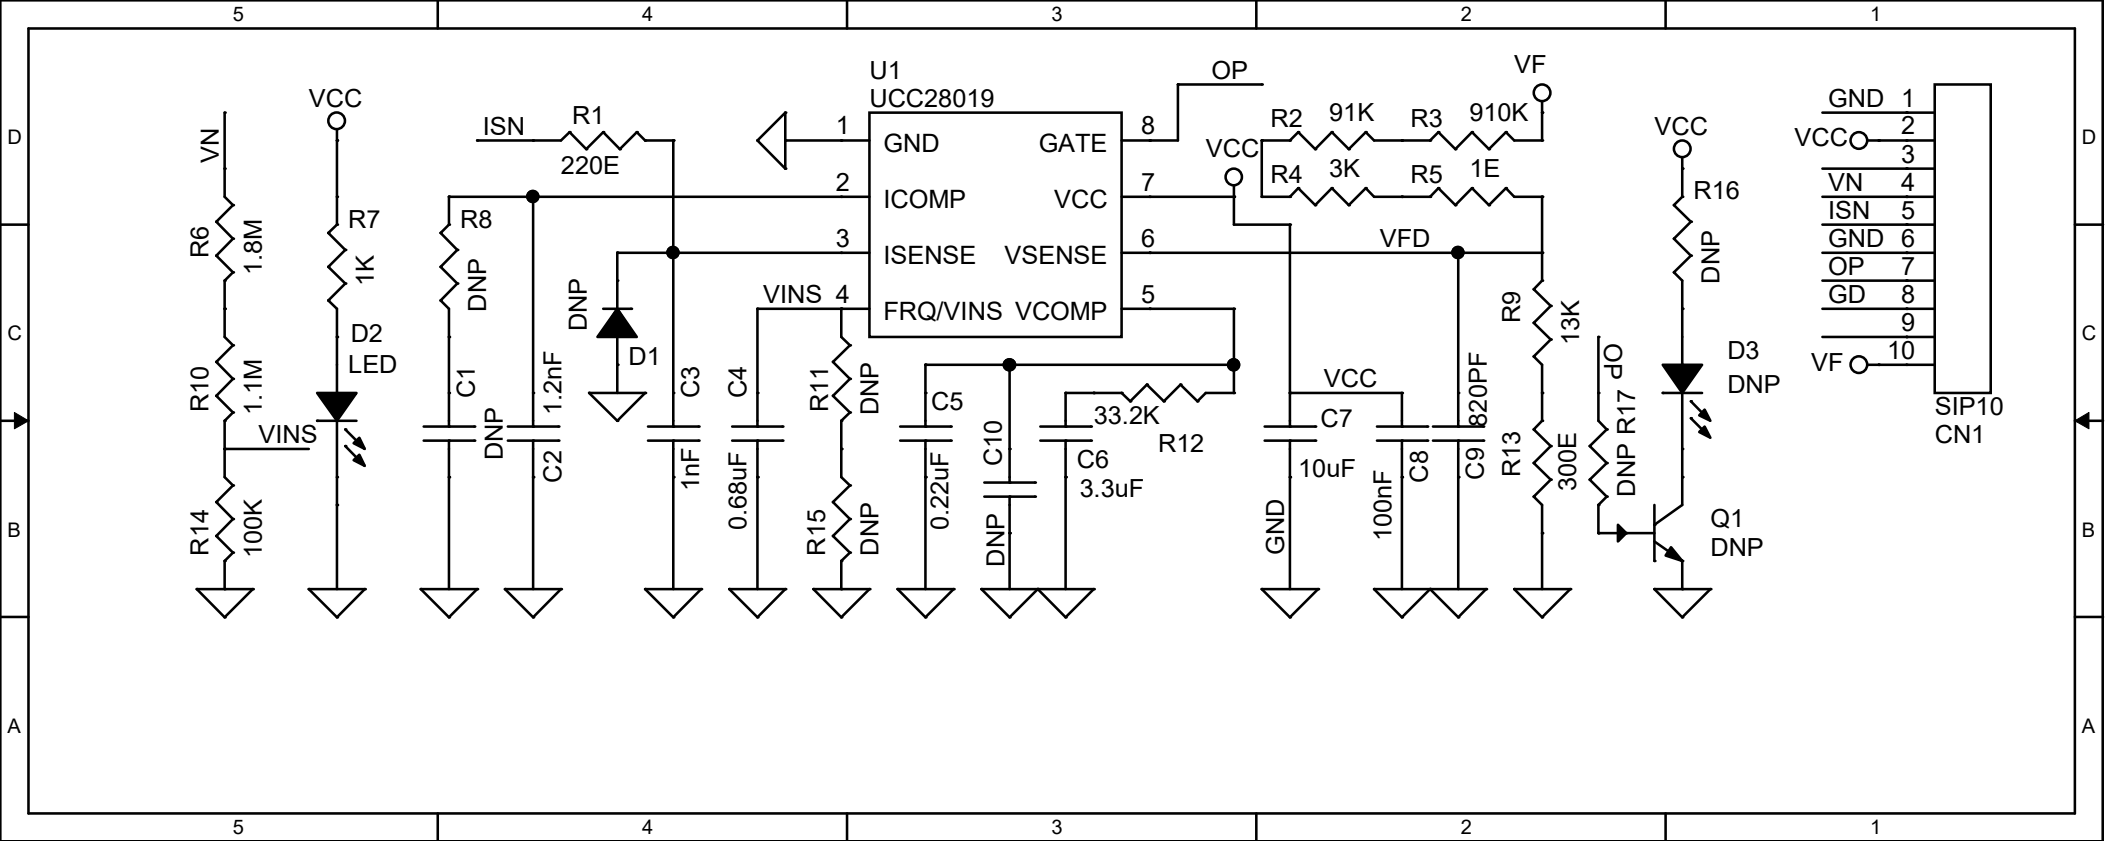 5 4 3 2 1
D
C
B
A
D
C
B
A
5 4 3 2 1
VN
R6
1.8M
R10
1.1M
VINS
R14
100K
VCC
R7
1K
D2
LED
ISN
R1
220E
R8
DNP
C1
DNP
1.2nF
C2
DNP
D1
C3
1nF
U1
UCC28019
1 GND GATE 8
2 ICOMP VCC 7
3 ISENSE VSENSE 6
4 FRQ/VINS VCOMP 5
VINS
C4
0.68uF
R11
DNP
R15
DNP
C5
0.22uF
C10
DNP
33.2K
R12
C6
3.3uF
OP
VCC
VF
R2 91K R3 910K
R4 3K R5 1E
VFD
VCC
C7
10uF
GND
100nF
C8
820PF
C9
R9
13K
R13
300E
OP
DNP R17
VCC
R16
DNP
D3
DNP
Q1
DNP
GND 1
VCC 2
3
VN 4
ISN 5
GND 6
OP 7
GD 8
9
VF 10
SIP10
CN1